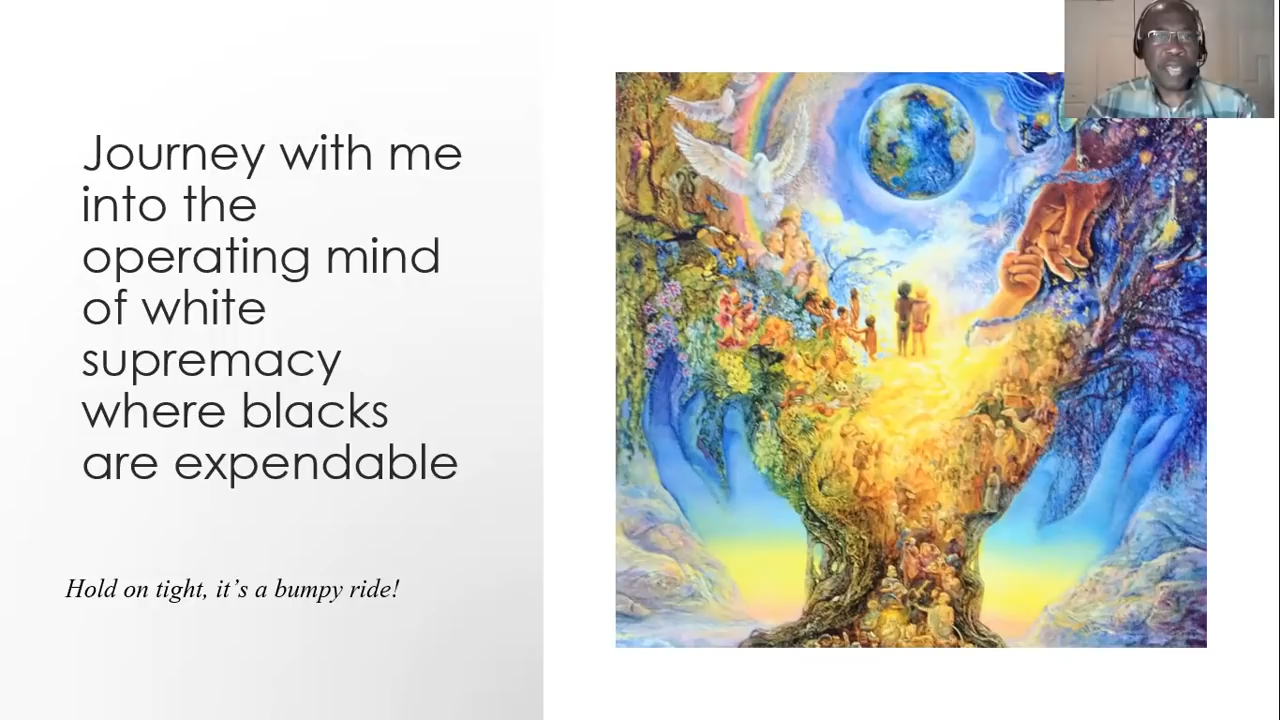 Journey with me
into the
operating mind
of white
supremacy
where blacks
are expendable
Hold on tight, it's a bumpy ride!